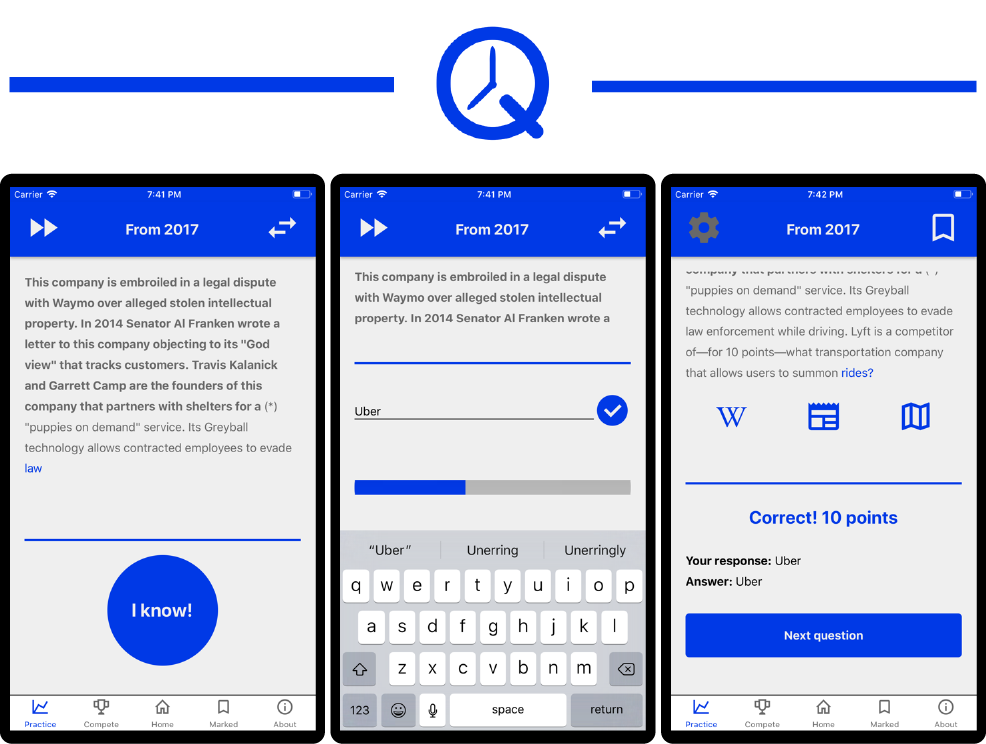 Carrier 7:41 PM
From 2017
This company is embroiled in a legal dispute
with Waymo over alleged stolen intellectual
property. In 2014 Senator Al Franken wrote a
letter to this company objecting to its "God
view" that tracks customers. Travis Kalanick
and Garrett Camp are the founders of this
company that partners with shelters for a (*)
"puppies on demand" service. Its Greyball
technology allows contracted employees to evade
law
I know!
Practice Compete Home Marked About
Carrier 7:41 PM
From 2017
This company is embroiled in a legal dispute
with Waymo over alleged stolen intellectual
property. In 2014 Senator Al Franken wrote a
Uber
“Uber” Unerring Unerringly
q w e r t y u i o p
a s d f g h j k l
z x c v b n m
123 space return
Carrier 7:42 PM
From 2017
company that partners with shelters for a (*)
"puppies on demand" service. Its Greyball
technology allows contracted employees to evade
law enforcement while driving. Lyft is a competitor
of—for 10 points—what transportation company
that allows users to summon rides?
W
Correct! 10 points
Your response: Uber
Answer: Uber
Next question
Practice Compete Home Marked About